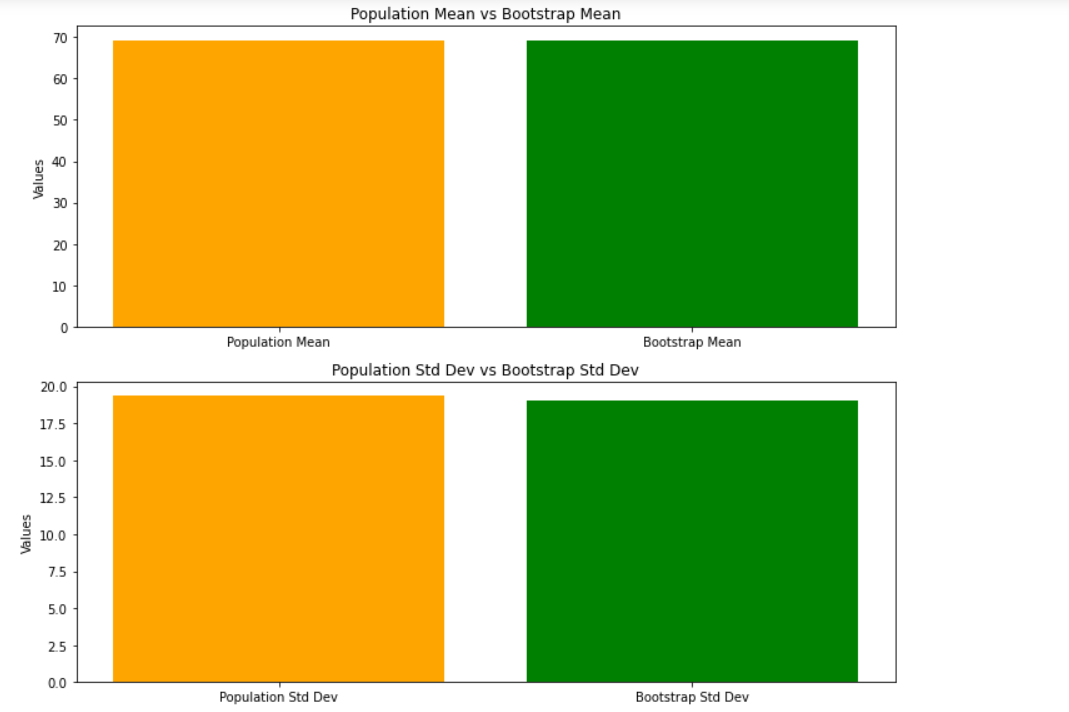 Population Mean vs Bootstrap Mean
70
60
50
40
30
20
10
0
Values
Population Mean
Bootstrap Mean
Population Std Dev vs Bootstrap Std Dev
20.0
17.5
15.0
12.5
10.0
7.5
5.0
2.5
0.0
Values
Population Std Dev
Bootstrap Std Dev